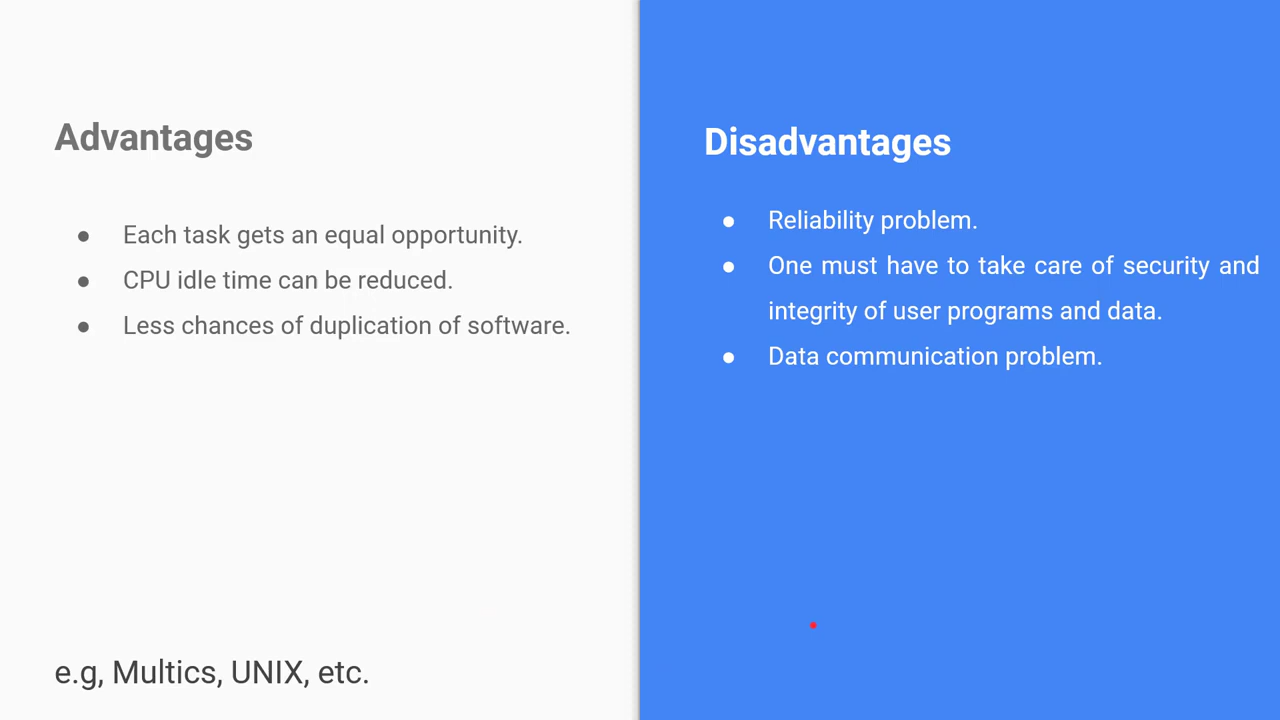 Advantages
● Each task gets an equal opportunity.
● CPU idle time can be reduced.
● Less chances of duplication of software.
e.g, Multics, UNIX, etc.
Disadvantages
● Reliability problem.
● One must have to take care of security and
integrity of user programs and data.
● Data communication problem.